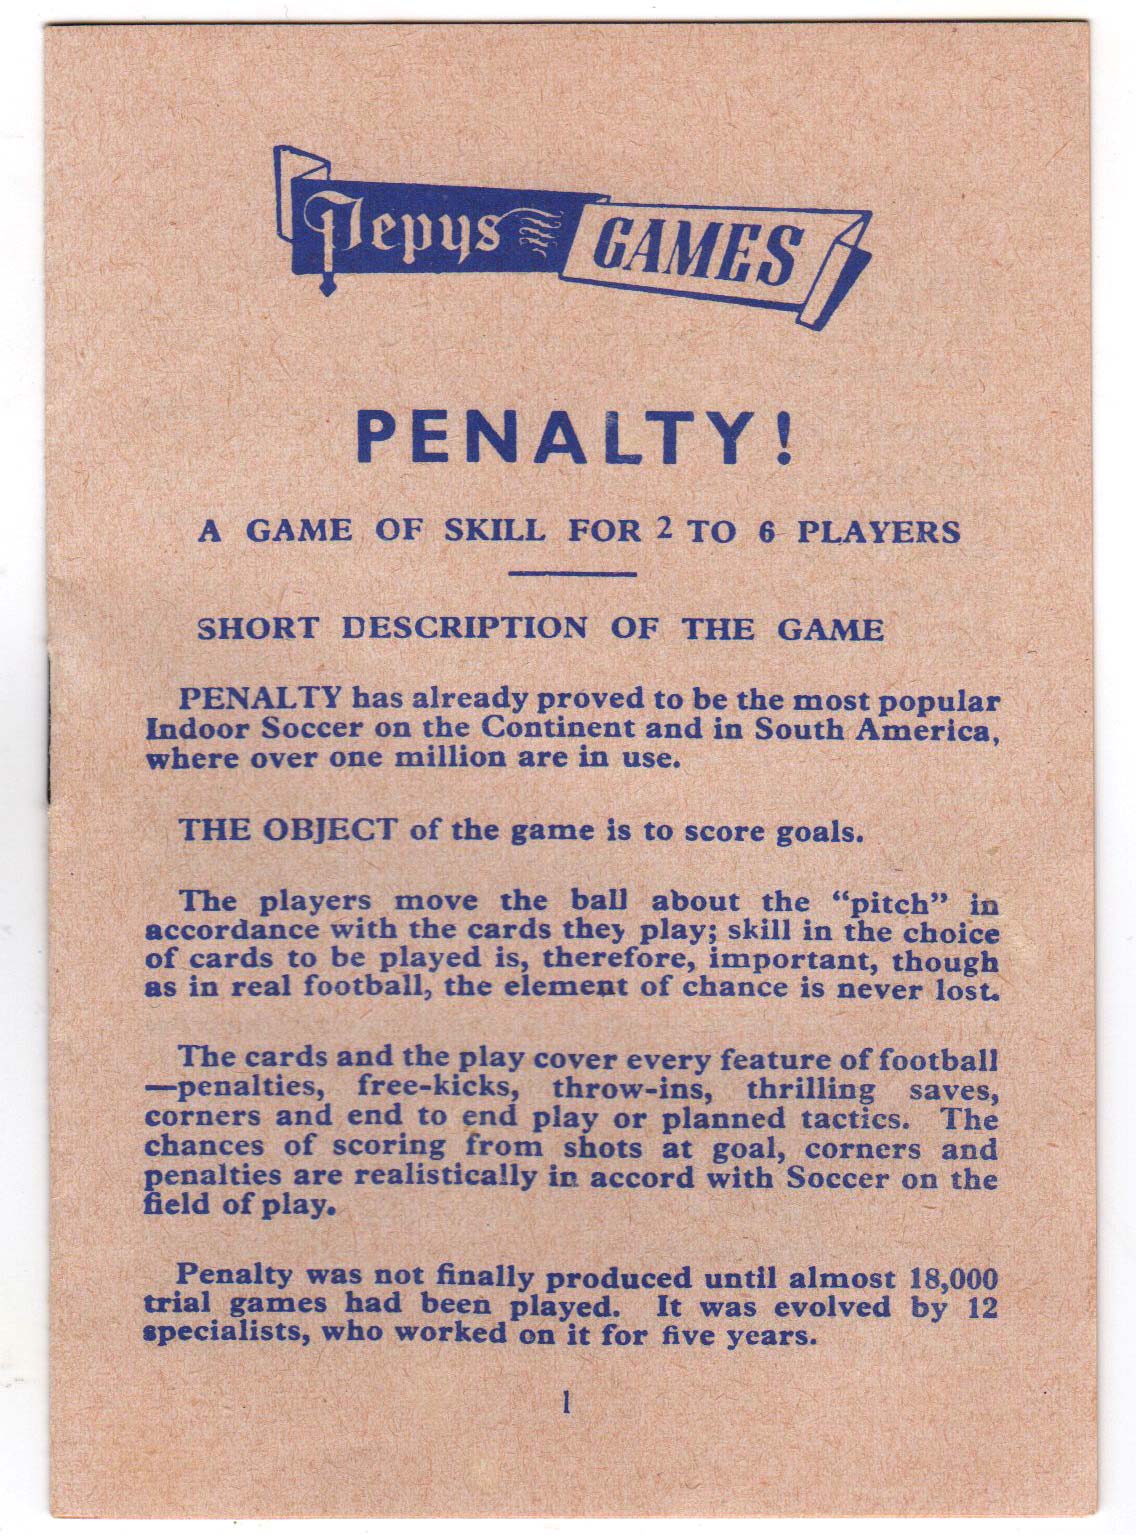 Pepys GAMES
PENALTY!
A GAME OF SKILL FOR 2 TO 6 PLAYERS
SHORT DESCRIPTION OF THE GAME
PENALTY has already proved to be the most popular
Indoor Soccer on the Continent and in South America,
where over one million are in use.
THE OBJECT of the game is to score goals.
The players move the ball about the “pitch” in
accordance with the cards they play; skill in the choice
of cards to be played is, therefore, important, though
as in real football, the element of chance is never lost.
The cards and the play cover every feature of football
—penalties, free-kicks, throw-ins, thrilling saves,
corners and end to end play or planned tactics. The
chances of scoring from shots at goal, corners and
penalties are realistically in accord with Soccer on the
field of play.
Penalty was not finally produced until almost 18,000
trial games had been played. It was evolved by 12
specialists, who worked on it for five years.
1